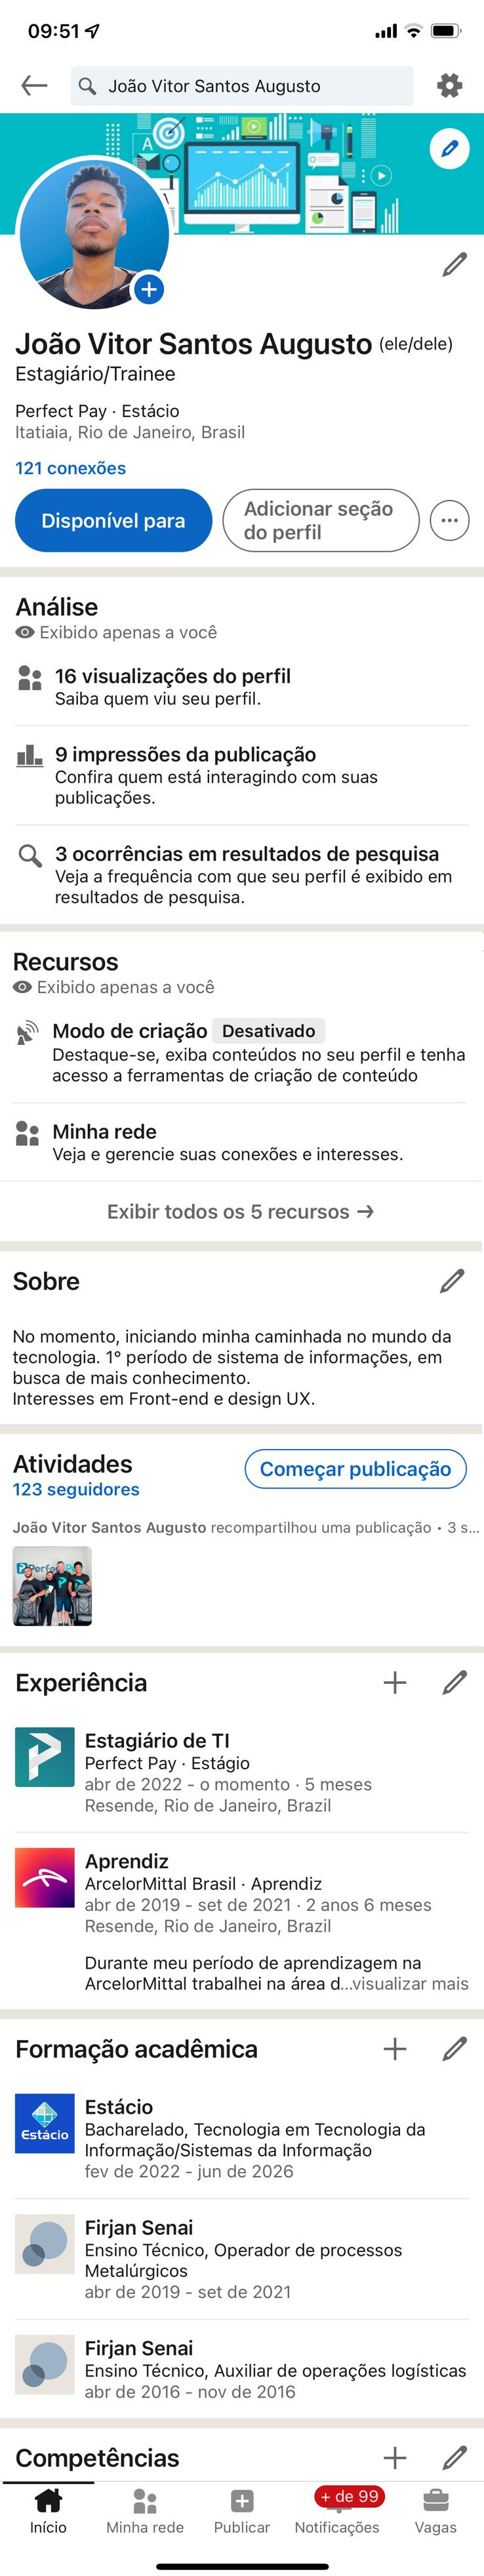 09:51
João Vitor Santos Augusto
A
João Vitor Santos Augusto (ele/dele)
Estagiário/Trainee
Perfect Pay · Estácio
Itatiaia, Rio de Janeiro, Brasil
121 conexões
Disponível para
Adicionar seção
do perfil
Análise
Exibido apenas a você
16 visualizações do perfil
Saiba quem viu seu perfil.
9 impressões da publicação
Confira quem está interagindo com suas
publicações.
3 ocorrências em resultados de pesquisa
Veja a frequência com que seu perfil é exibido em
resultados de pesquisa.
Recursos
Exibido apenas a você
Modo de criação Desativado
Destaque-se, exiba conteúdos no seu perfil e tenha
acesso a ferramentas de criação de conteúdo
Minha rede
Veja e gerencie suas conexões e interesses.
Exibir todos os 5 recursos →
Sobre
No momento, iniciando minha caminhada no mundo da
tecnologia. 1º período de sistema de informações, em
busca de mais conhecimento.
Interesses em Front-end e design UX.
Atividades
Começar publicação
123 seguidores
João Vitor Santos Augusto recompartilhou uma publicação • 3 s...
Experiência
Estagiário de TI
Perfect Pay · Estágio
abr de 2022 - o momento · 5 meses
Resende, Rio de Janeiro, Brazil
Aprendiz
ArcelorMittal Brasil · Aprendiz
abr de 2019 - set de 2021 · 2 anos 6 meses
Resende, Rio de Janeiro, Brazil
Durante meu período de aprendizagem na
ArcelorMittal trabalhei na área d...visualizar mais
Formação acadêmica
Estácio
Estácio
Bacharelado, Tecnologia em Tecnologia da
Informação/Sistemas da Informação
fev de 2022 - jun de 2026
Firjan Senai
Ensino Técnico, Operador de processos
Metalúrgicos
abr de 2019 - set de 2021
Firjan Senai
Ensino Técnico, Auxiliar de operações logísticas
abr de 2016 - nov de 2016
Competências
+ de 99
Início
Minha rede
Publicar
Notificações
Vagas